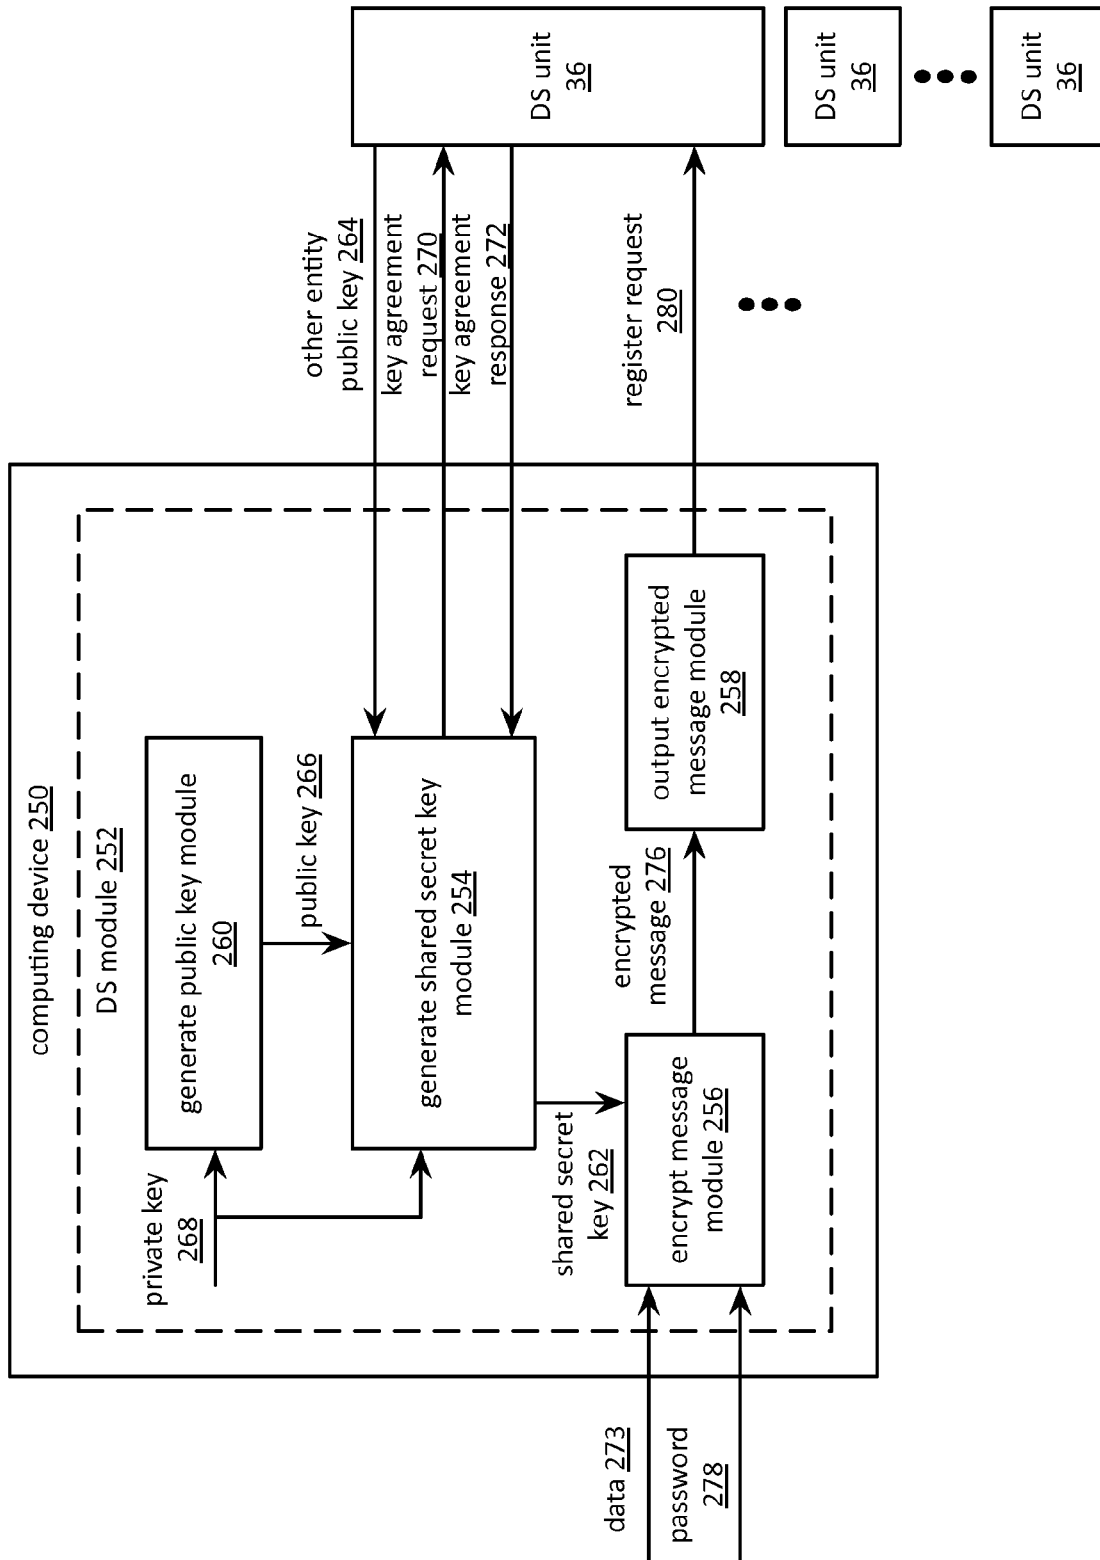 computing device 250
DS module 252
private key
268
generate public key module
260
public key 266
generate shared secret key
module 254
other entity
public key 264
key agreement
request 270
key agreement
response 272
DS unit
36
shared secret
key 262
data 273
password
278
encrypt message
module 256
encrypted
message 276
output encrypted
message module
258
register request
280
DS unit
36
DS unit
36